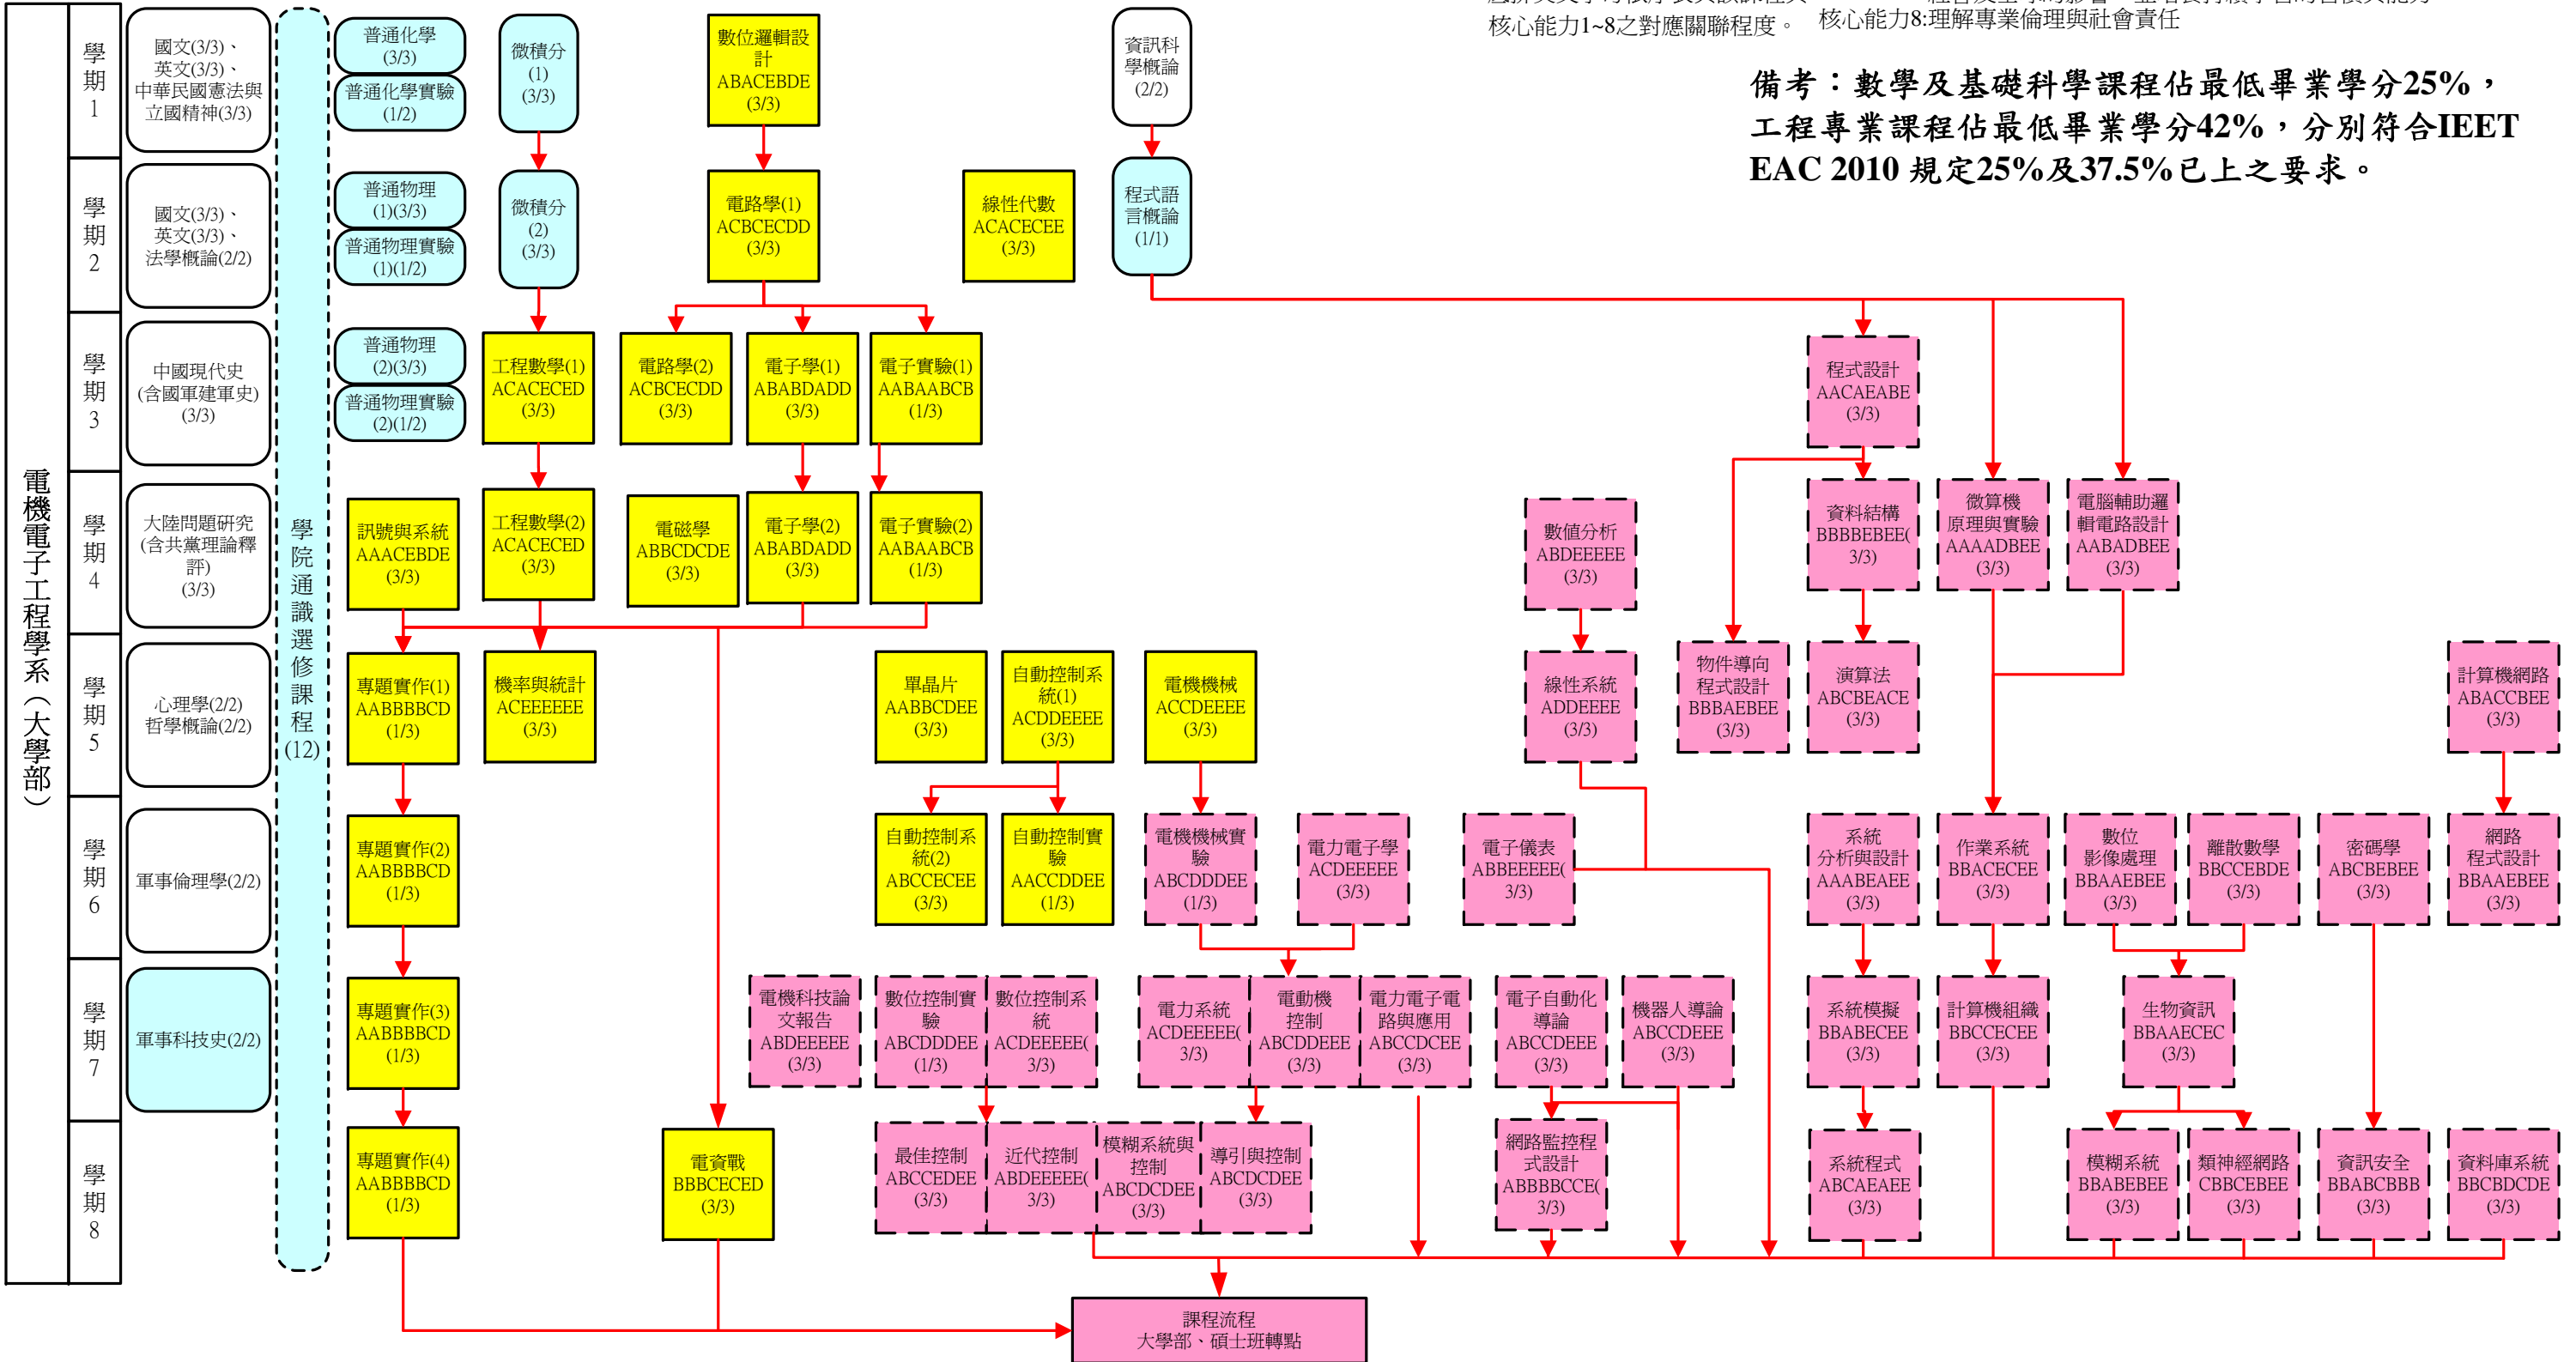 核心能力1~8之對應關聯程度。
核心能力8:理解專業倫理與社會責任
備考：數學及基礎科學課程佔最低畢業學分25%，
工程專業課程佔最低畢業學分42%，分別符合IEET
EAC 2010 規定25%及37.5%已上之要求。
電機電子工程學系（大學部）
學期1
國文(3/3)、
英文(3/3)、
中華民國憲法與
立國精神(3/3)
學院通識選修課程(12)
普通化學
(3/3)
普通化學實驗
(1/2)
微積分
(1)
(3/3)
數位邏輯設
計
ABACEBDE
(3/3)
資訊科
學概論
(2/2)
學期2
國文(3/3)、
英文(3/3)、
法學概論(2/2)
普通物理
(1)(3/3)
普通物理實驗
(1)(1/2)
微積分
(2)
(3/3)
電路學(1)
ACBCECDD
(3/3)
線性代數
ACACECEE
(3/3)
程式語
言概論
(1/1)
學期3
中國現代史
(含國軍建軍史)
(3/3)
普通物理
(2)(3/3)
普通物理實驗
(2)(1/2)
工程數學(1)
ACACECED
(3/3)
電路學(2)
ACBCECDD
(3/3)
電子學(1)
ABABDADD
(3/3)
電子實驗(1)
AABAABCB
(1/3)
程式設計
AACAEABE
(3/3)
學期4
大陸問題研究
(含共黨理論釋
評)
(3/3)
訊號與系統
AAACEBDE
(3/3)
工程數學(2)
ACACECED
(3/3)
電磁學
ABBCDCDE
(3/3)
電子學(2)
ABABDADD
(3/3)
電子實驗(2)
AABAABCB
(1/3)
數值分析
ABDEEEEE
(3/3)
資料結構
BBBBEBEE(
3/3)
微算機
原理與實驗
AAAADBEE
(3/3)
電腦輔助邏
輯電路設計
AABADBEE
(3/3)
學期5
心理學(2/2)
哲學概論(2/2)
專題實作(1)
AABBBBCD
(1/3)
機率與統計
ACEEEEEE
(3/3)
單晶片
AABBCDEE
(3/3)
自動控制系
統(1)
ACDDEEEE
(3/3)
電機機械
ACCDEEEE
(3/3)
線性系統
ADDEEEE
(3/3)
物件導向
程式設計
BBBAEBEE
(3/3)
演算法
ABCBEACE
(3/3)
計算機網路
ABACCBEE
(3/3)
學期6
軍事倫理學(2/2)
專題實作(2)
AABBBBCD
(1/3)
自動控制系
統(2)
ABCCECEE
(3/3)
自動控制實
驗
AACCDDEE
(1/3)
電機機械實
驗
ABCDDDEE
(1/3)
電力電子學
ACDEEEEE
(3/3)
電子儀表
ABBEEEEE(
3/3)
系統
分析與設計
AAABEAEE
(3/3)
作業系統
BBACECEE
(3/3)
數位
影像處理
BBAAEBEE
(3/3)
離散數學
BBCCEBDE
(3/3)
密碼學
ABCBEBEE
(3/3)
網路
程式設計
BBAAEBEE
(3/3)
學期7
軍事科技史(2/2)
專題實作(3)
AABBBBCD
(1/3)
電機科技論
文報告
ABDEEEEE
(3/3)
數位控制實
驗
ABCDDDEE
(1/3)
數位控制系
統
ACDEEEEE(
3/3)
電力系統
ACDEEEEE(
3/3)
電動機
控制
ABCDDEEE
(3/3)
電力電子電
路與應用
ABCCDCEE
(3/3)
電子自動化
導論
ABCCDEEE
(3/3)
機器人導論
ABCCDEEE
(3/3)
系統模擬
BBABECEE
(3/3)
計算機組織
BBCCECEE
(3/3)
生物資訊
BBAAECEC
(3/3)
學期8
專題實作(4)
AABBBBCD
(1/3)
電資戰
BBBCECED
(3/3)
最佳控制
ABCCEDEE
(3/3)
近代控制
ABDEEEEE(
3/3)
模糊系統與
控制
ABCDCDEE
(3/3)
導引與控制
ABCDCDEE
(3/3)
網路監控程
式設計
ABBBBCCE(
3/3)
系統程式
ABCAEAEE
(3/3)
模糊系統
BBABEBEE
(3/3)
類神經網路
CBBCEBEE
(3/3)
資訊安全
BBABCBBB
(3/3)
資料庫系統
BBCBDCDE
(3/3)
課程流程
大學部、碩士班轉點